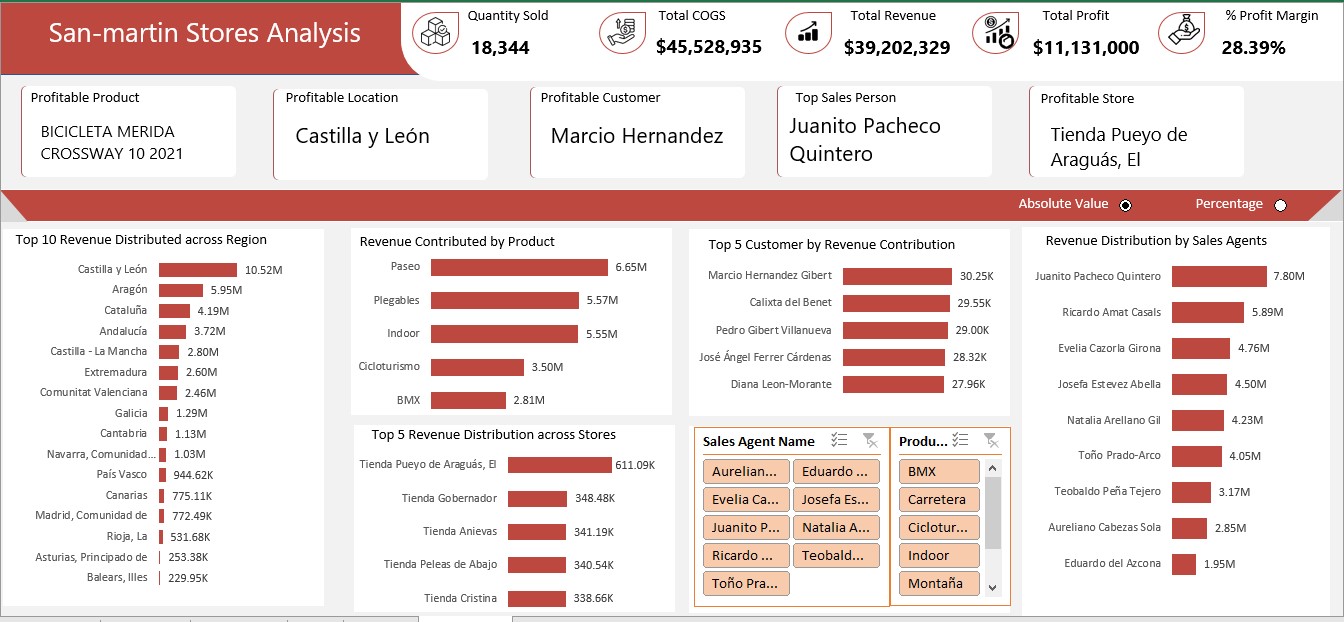 San-martin Stores Analysis
Quantity Sold
18,344
Total COGS
$45,528,935
Total Revenue
$39,202,329
Total Profit
$11,131,000
% Profit Margin
28.39%
Profitable Product
BICICLETA MERIDA
CROSSWAY 10 2021
Profitable Location
Castilla y León
Profitable Customer
Marcio Hernandez
Top Sales Person
Juanito Pacheco
Quintero
Profitable Store
Tienda Pueyo de
Araguás, El
Absolute Value
Percentage
Top 10 Revenue Distributed across Region
Castilla y León 10.52M
Aragón 5.95M
Cataluña 4.19M
Andalucía 3.72M
Castilla - La Mancha 2.80M
Extremadura 2.60M
Comunitat Valenciana 2.46M
Galicia 1.29M
Cantabria 1.13M
Navarra, Comunidad... 1.03M
País Vasco 944.62K
Canarias 775.11K
Madrid, Comunidad de 772.49K
Rioja, La 531.68K
Asturias, Principado de 253.38K
Balears, Illes 229.95K
Revenue Contributed by Product
Paseo 6.65M
Plegables 5.57M
Indoor 5.55M
Cicloturismo 3.50M
BMX 2.81M
Top 5 Revenue Distribution across Stores
Tienda Pueyo de Araguás, El 611.09K
Tienda Gobernador 348.48K
Tienda Anievas 341.19K
Tienda Peleas de Abajo 340.54K
Tienda Cristina 338.66K
Top 5 Customer by Revenue Contribution
Marcio Hernandez Gibert 30.25K
Calixta del Benet 29.55K
Pedro Gibert Villanueva 29.00K
José Ángel Ferrer Cárdenas 28.32K
Diana Leon-Morante 27.96K
Sales Agent Name
Aurelian... Eduardo ...
Evelia Ca... Josefa Es...
Juanito P... Natalia A...
Ricardo ... Teobald...
Toño Pra...
Produ...
BMX
Carretera
Ciclotur...
Indoor
Montaña
Revenue Distribution by Sales Agents
Juanito Pacheco Quintero 7.80M
Ricardo Amat Casals 5.89M
Evelia Cazorla Girona 4.76M
Josefa Estevez Abella 4.50M
Natalia Arellano Gil 4.23M
Toño Prado-Arco 4.05M
Teobaldo Peña Tejero 3.17M
Aureliano Cabezas Sola 2.85M
Eduardo del Azcona 1.95M